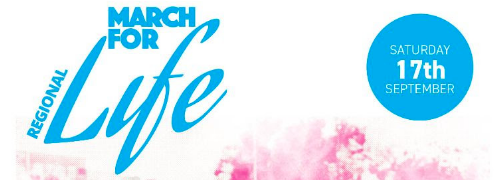 MARCH
FOR
REGIONAL
Life
SATURDAY
17th
SEPTEMBER